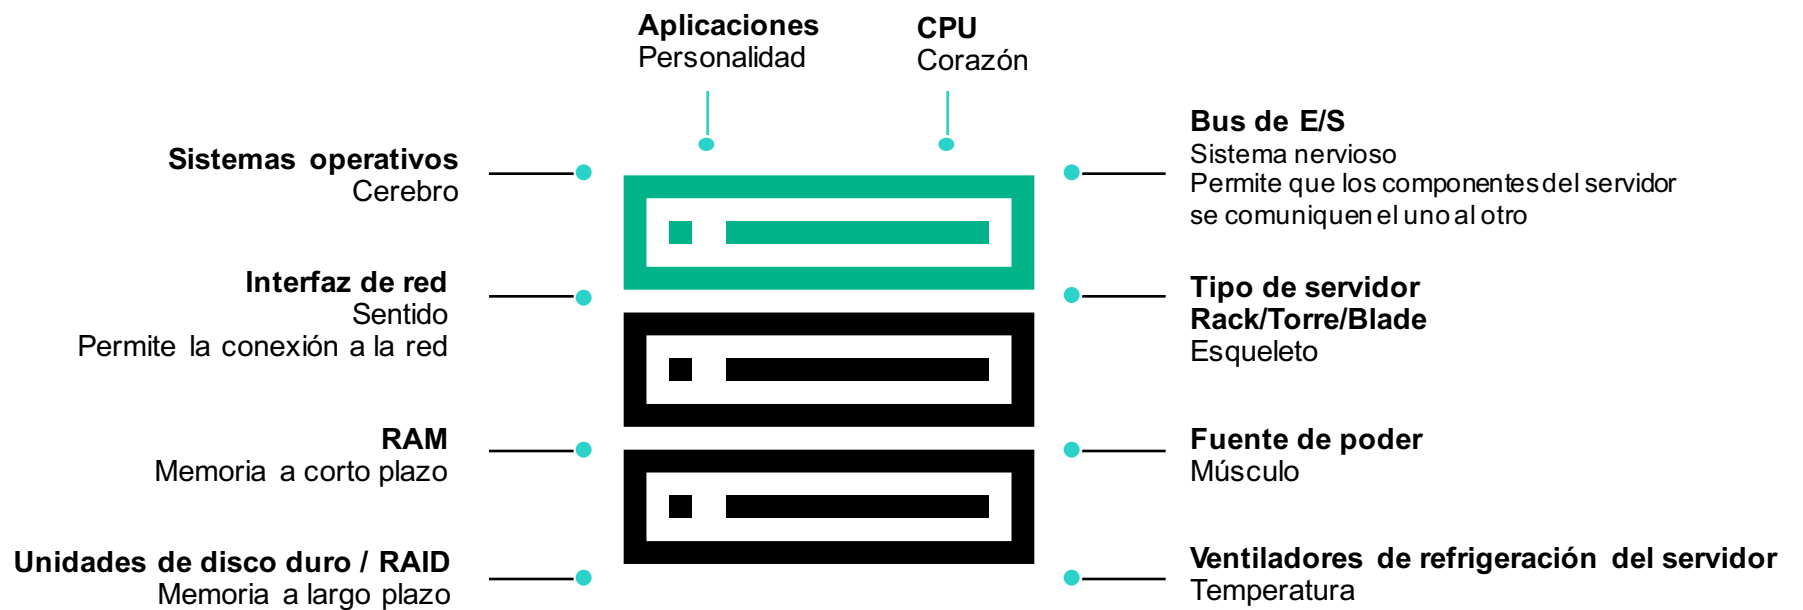 Aplicaciones
Personalidad
CPU
Corazón
Sistemas operativos
Cerebro
Interfaz de red
Sentido
Permite la conexión a la red
RAM
Memoria a corto plazo
Unidades de disco duro / RAID
Memoria a largo plazo
Bus de E/S
Sistema nervioso
Permite que los componentes del servidor
se comuniquen el uno al otro
Tipo de servidor
Rack/Torre/Blade
Esqueleto
Fuente de poder
Músculo
Ventiladores de refrigeración del servidor
Temperatura